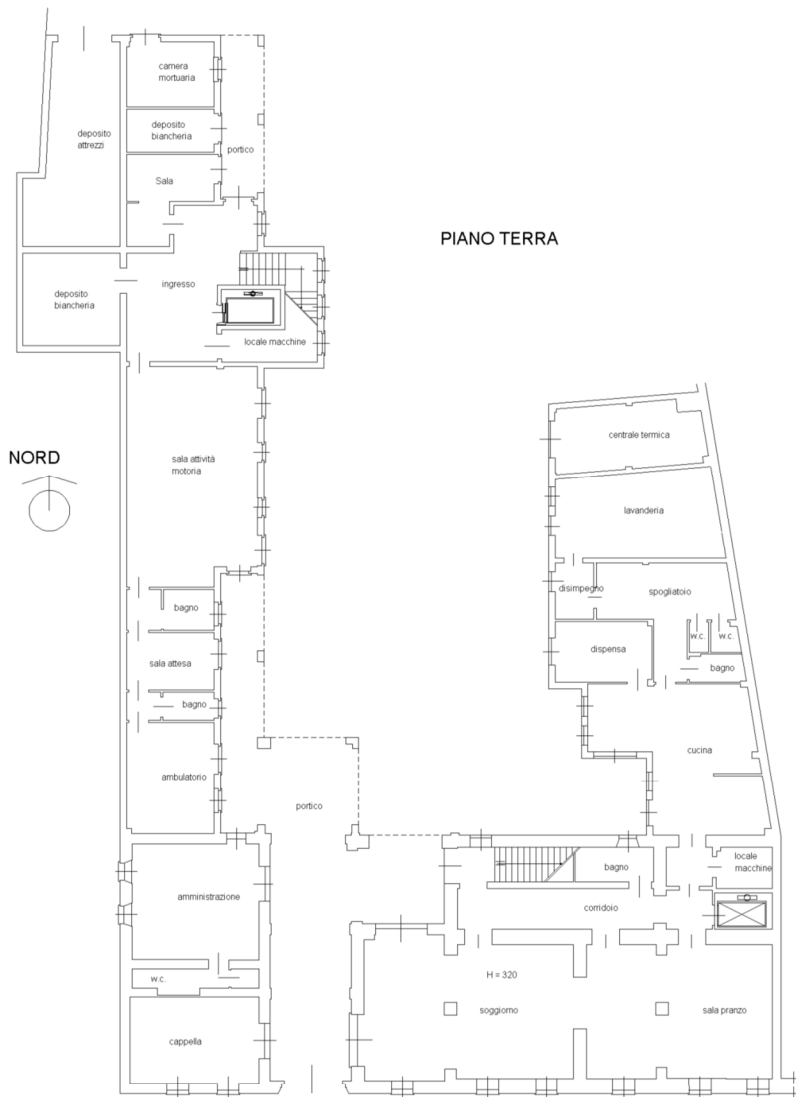 camera
mortuaria
deposito
attrezzi
deposito
biancheria
portico
Sala
PIANO TERRA
ingresso
deposito
biancheria
locale macchine
centrale termica
NORD
sala attività
motoria
lavanderia
disimpegno
spogliatoio
bagno
w.c.
w.c.
dispensa
sala attesa
bagno
bagno
cucina
ambulatorio
portico
locale
macchine
bagno
amministrazione
corridoio
H = 320
w.c.
soggiorno
sala pranzo
cappella